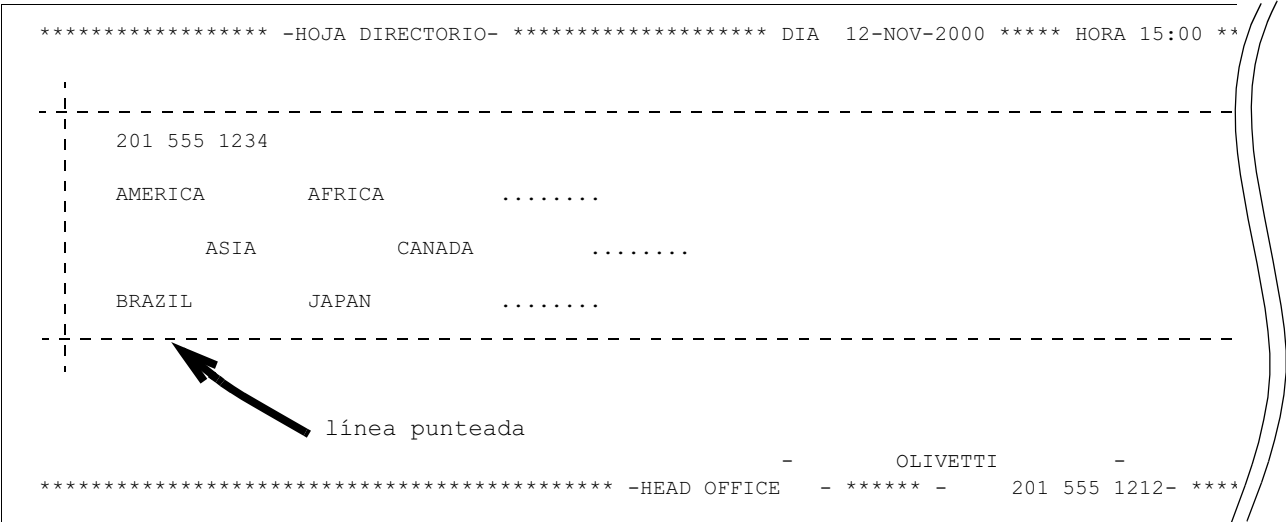 ****************** -HOJA DIRECTORIO- ******************** DIA 12-NOV-2000 ***** HORA 15:00 **
201 555 1234
AMERICA AFRICA ........
ASIA CANADA ........
BRAZIL JAPAN ........
línea punteada
- OLIVETTI -
********************************************* -HEAD OFFICE - ****** - 201 555 1212- ****